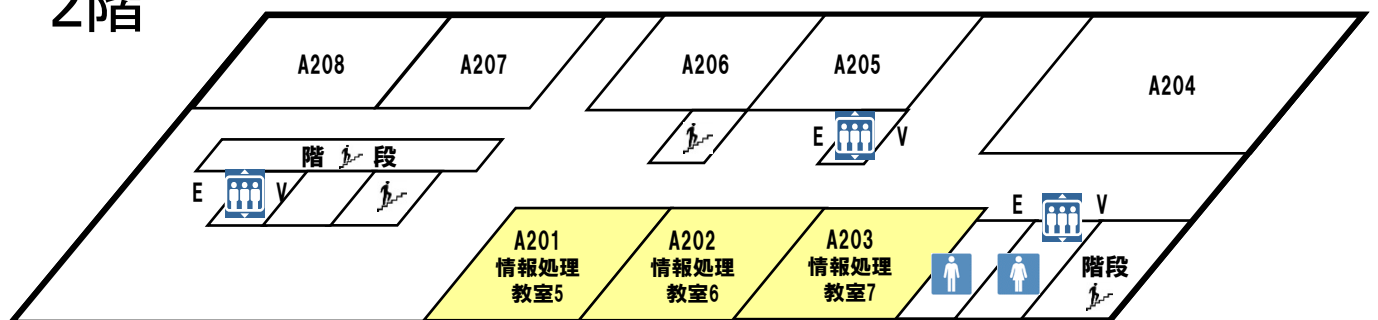 2階
A208
A207
A206
A205
A204
E V
階 段
E V
E V
A201
情報処理
教室5
A202
情報処理
教室6
A203
情報処理
教室7
階段